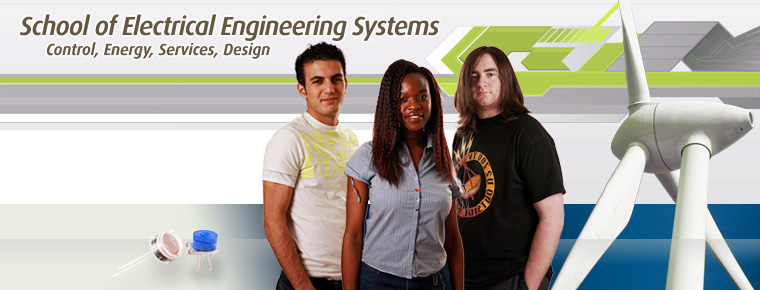 School of Electrical Engineering Systems
Control, Energy, Services, Design